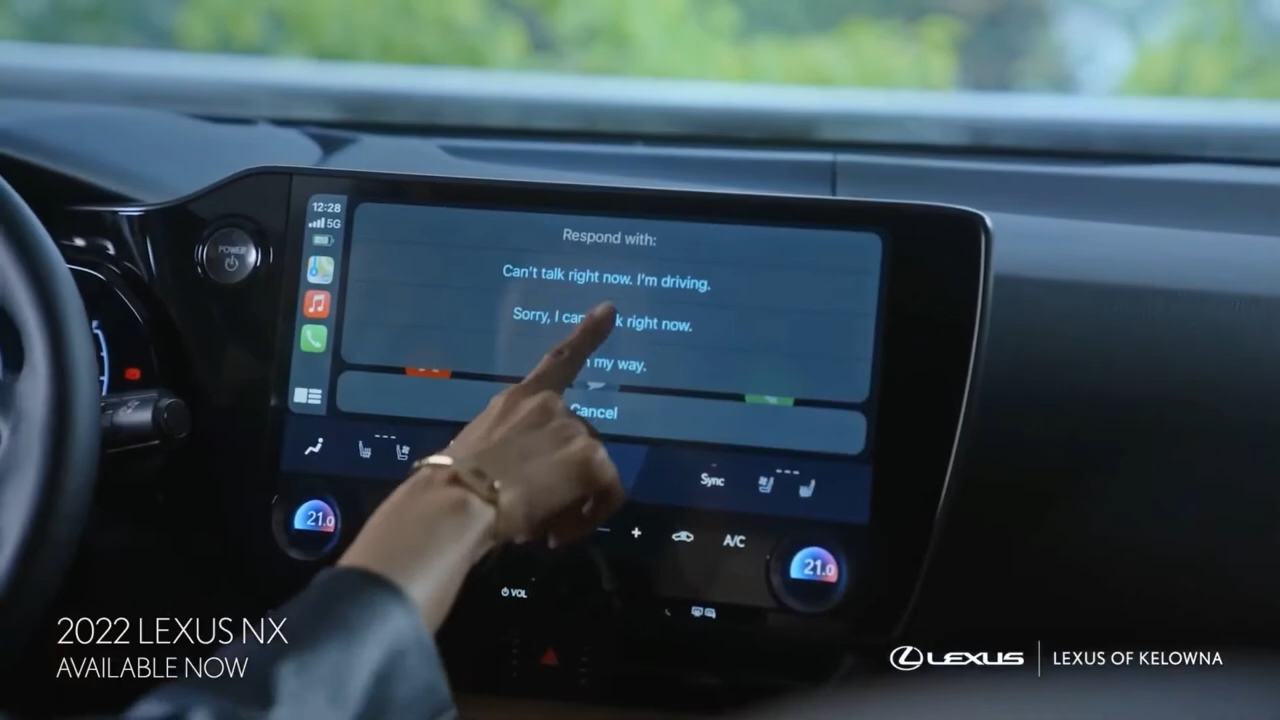 12:28
5G
POWER
Respond with:
Can't talk right now. I'm driving.
Sorry, I can k right now.
my way.
Cancel
Sync
21.0
A/C
21.0
VOL
2022 LEXUS NX
AVAILABLE NOW
LEXUS
LEXUS OF KELOWNA